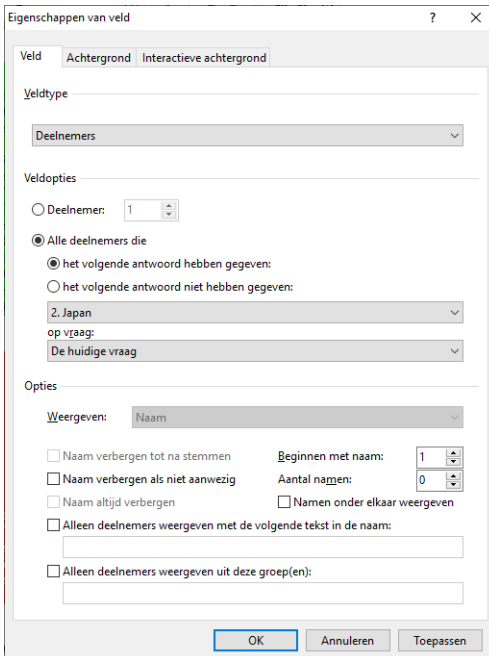 Eigenschappen van veld ?
Veld Achtergrond Interactieve achtergrond
Veldtype
Deelnemers
Veldopties
Deelnemer: 1
Alle deelnemers die
het volgende antwoord hebben gegeven:
het volgende antwoord niet hebben gegeven:
2. Japan
op vraag:
De huidige vraag
Opties
Weergeven: Naam
Naam verbergen tot na stemmen Beginnen met naam: 1
Naam verbergen als niet aanwezig Aantal namen: 0
Naam altijd verbergen Namen onder elkaar weergeven
Alleen deelnemers weergeven met de volgende tekst in de naam:
Alleen deelnemers weergeven uit deze groep(en):
OK Annuleren Toepassen